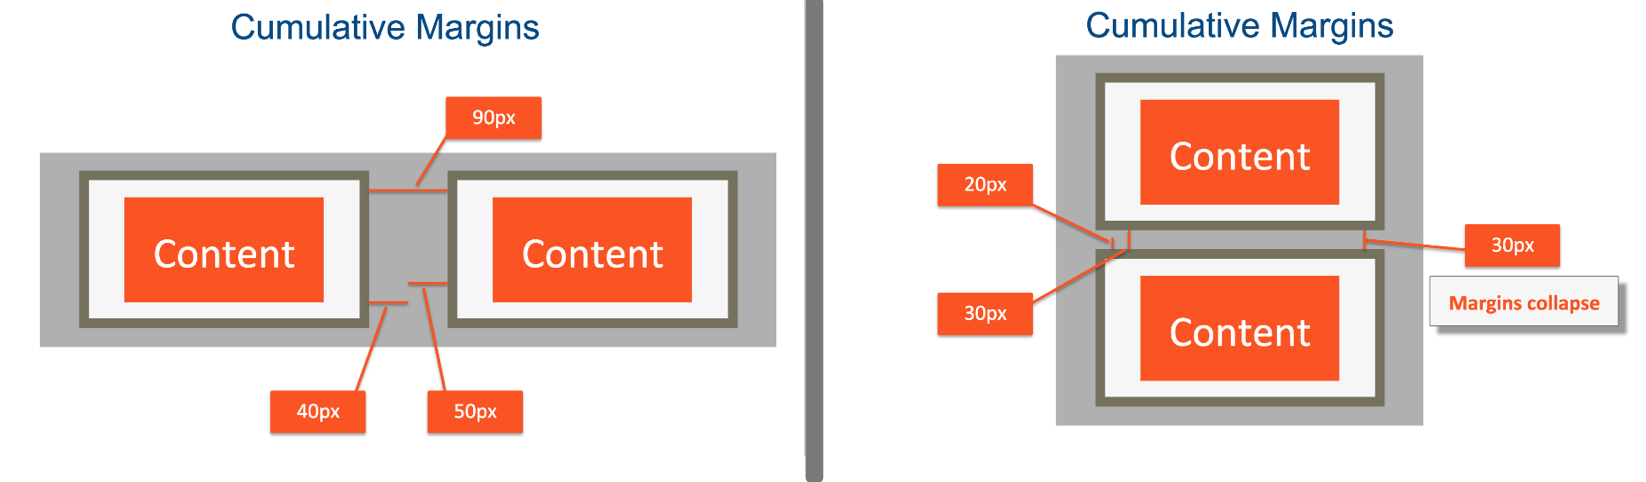 Cumulative Margins
90px
Content
Content
40px
50px
Cumulative Margins
Content
20px
30px
30px
Margins collapse
Content